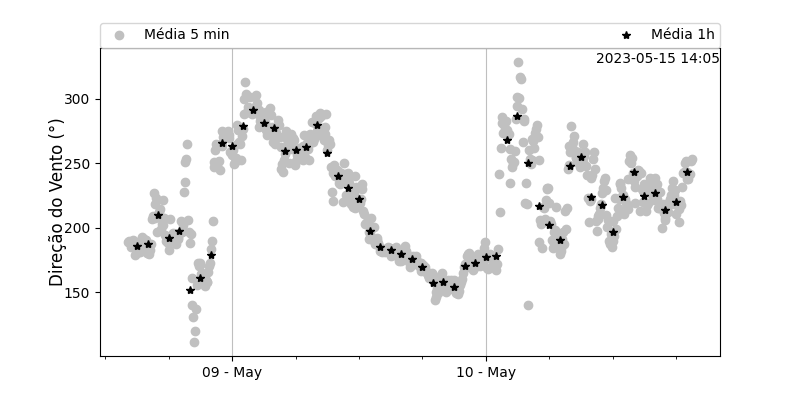 Média 5 min
Média 1h
2023-05-15 14:05
300
250
200
150
Direção do Vento (°)
09 - May
10 - May